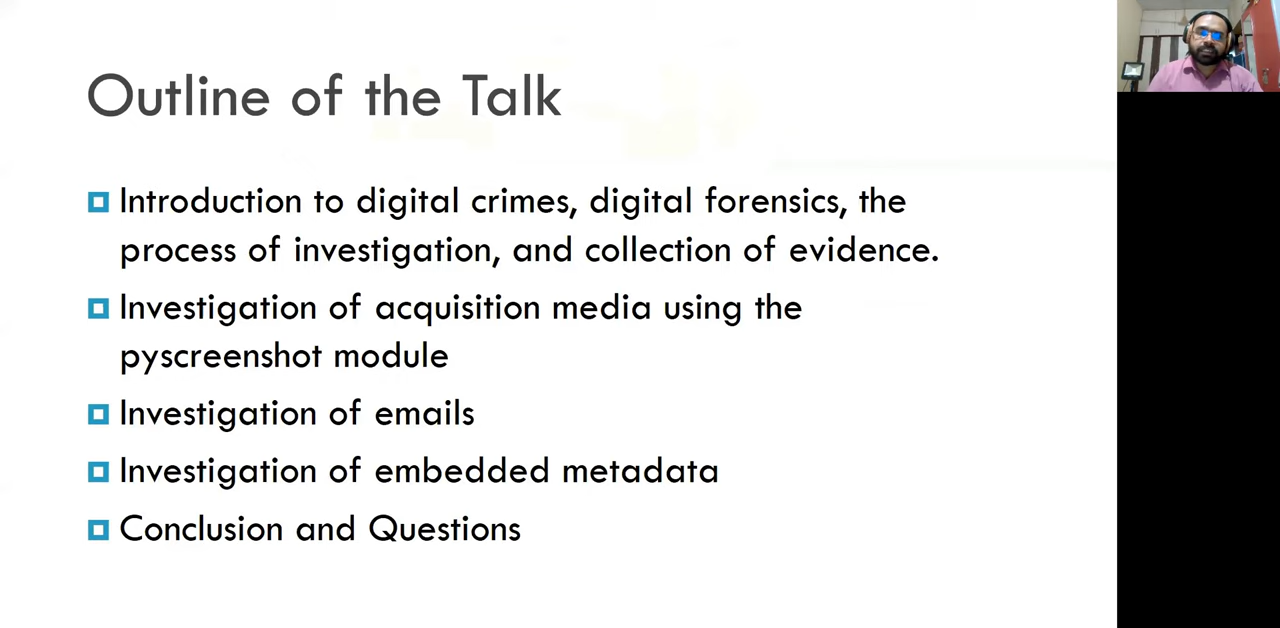 Outline of the Talk
Introduction to digital crimes, digital forensics, the
process of investigation, and collection of evidence.
Investigation of acquisition media using the
pyscreenshot module
Investigation of emails
Investigation of embedded metadata
Conclusion and Questions